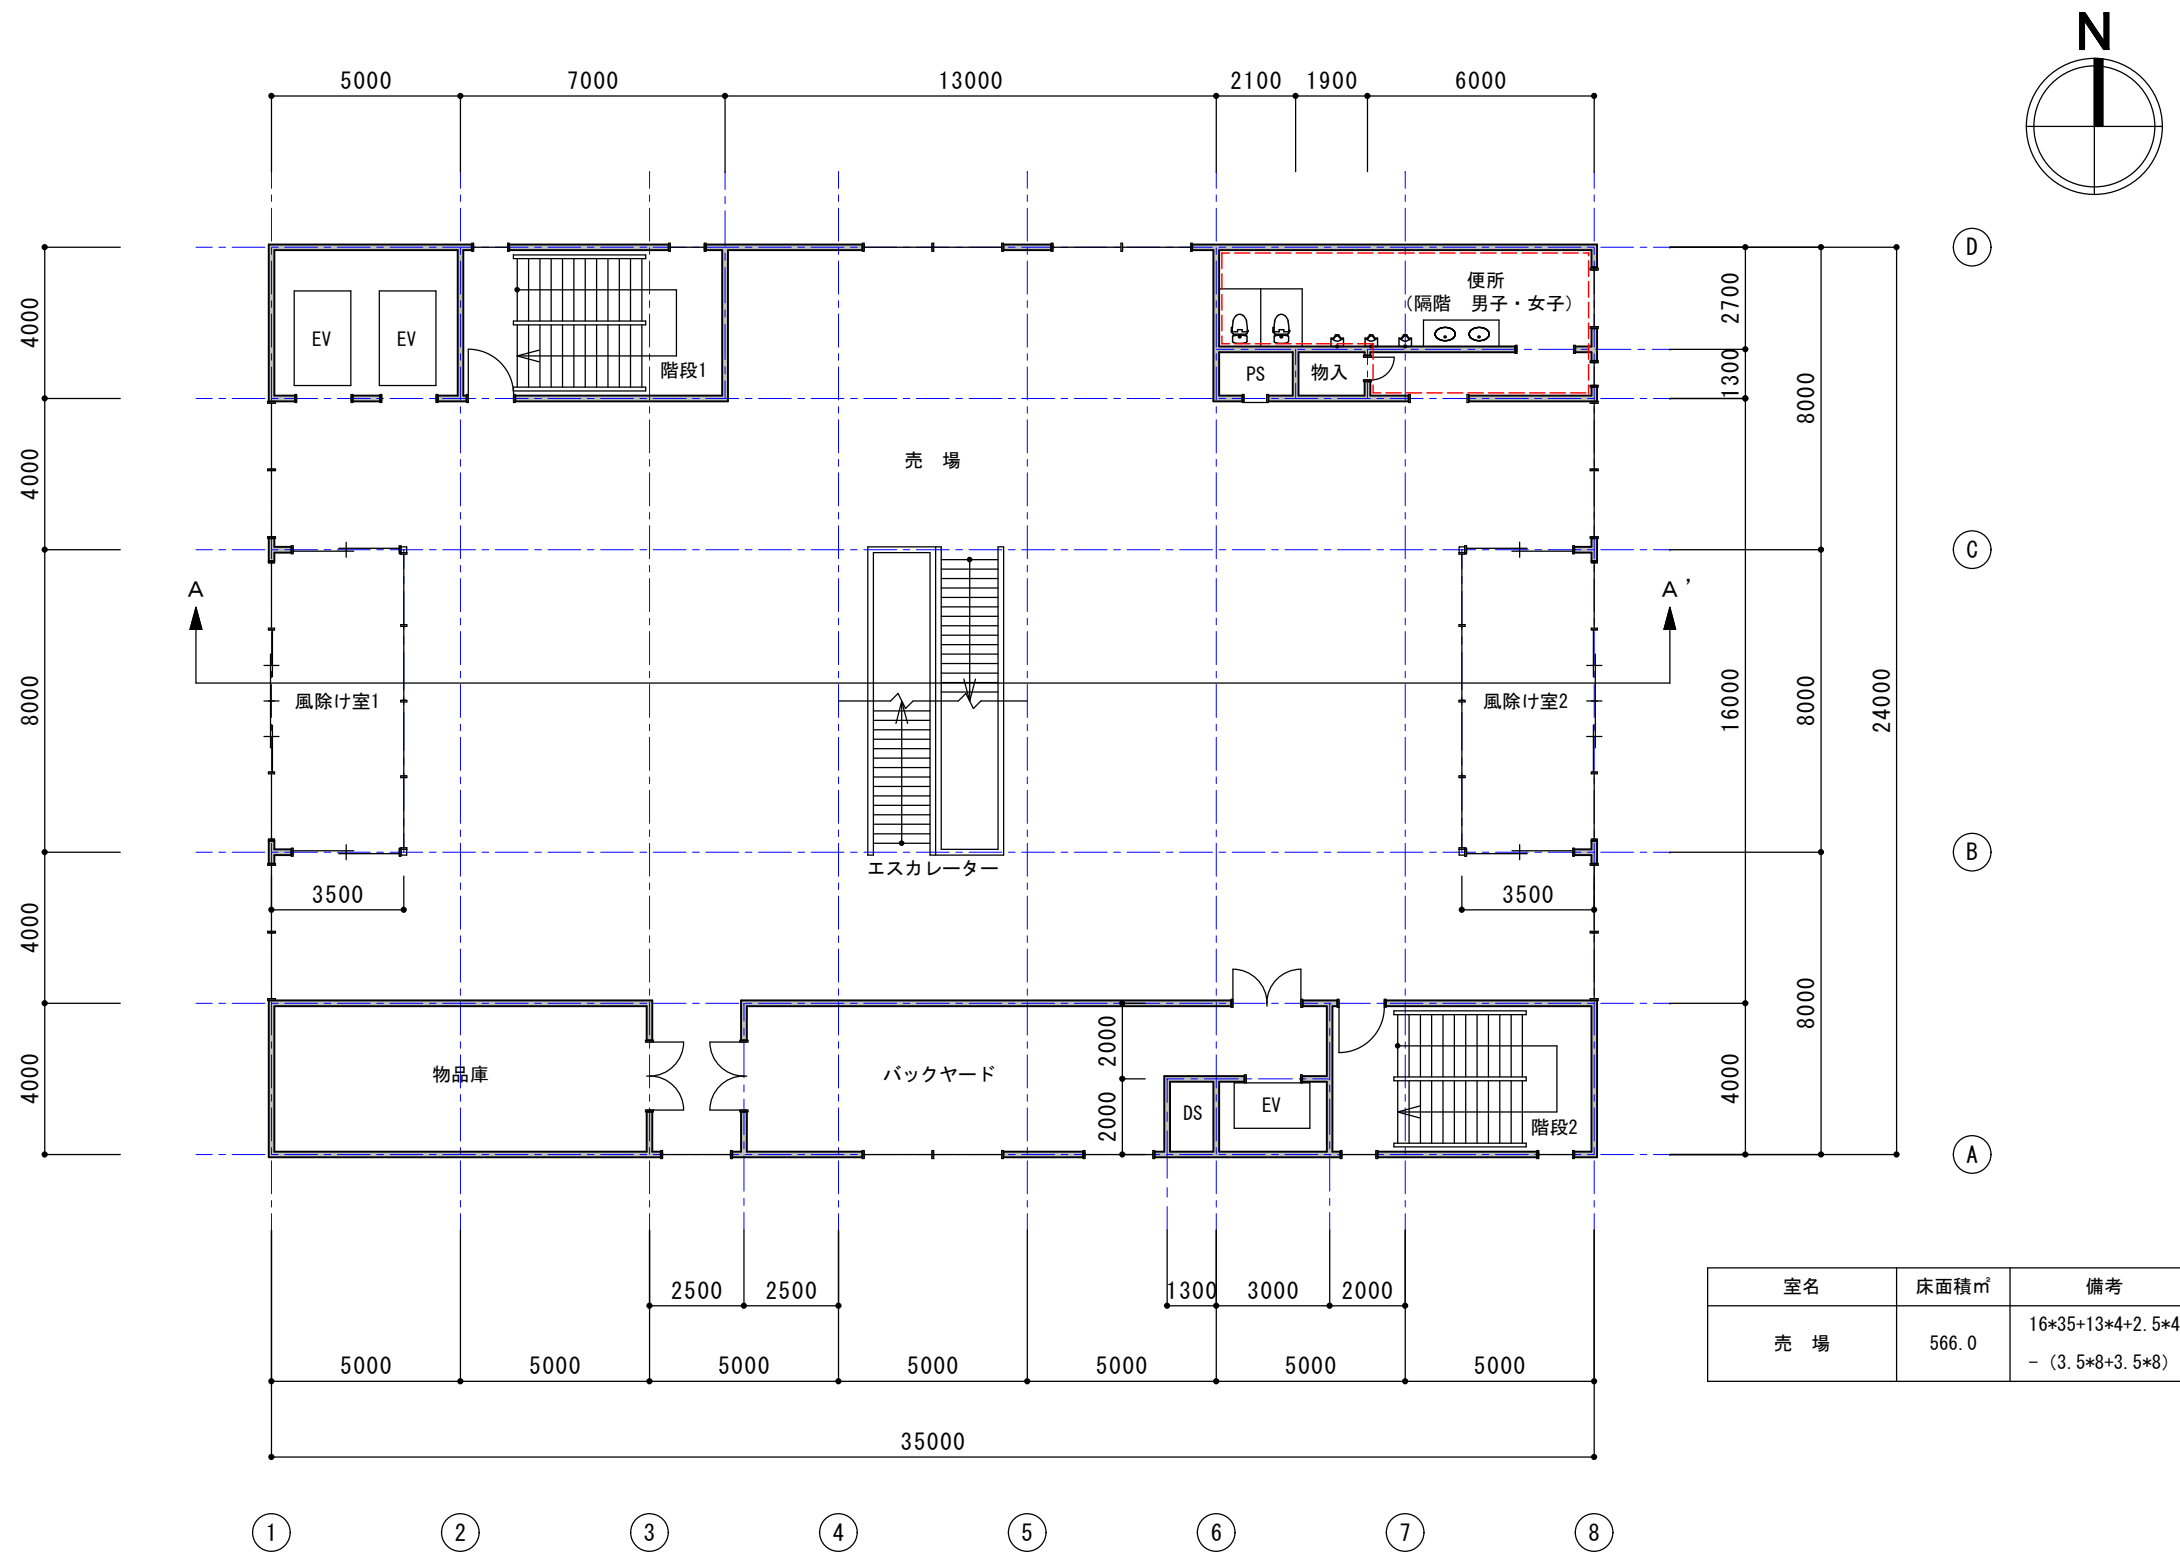 N
5000 7000 13000 2100 1900 6000
D
便所
（隔階　男子・女子）
EV EV
階段1
PS 物入
4000
2700
1300
8000
売　場
4000
C
A A’
風除け室1 風除け室2
8000
16000 8000 24000
B
エスカレーター
3500 3500
4000
8000
物品庫 バックヤード
2000
2000
DS EV
階段2
4000
4000
A
2500 2500 1300 3000 2000
5000 5000 5000 5000 5000 5000 5000
35000
室名 床面積㎡ 備考
売　場 566.0 16*35+13*4+2.5*4
-（3.5*8+3.5*8）
1 2 3 4 5 6 7 8